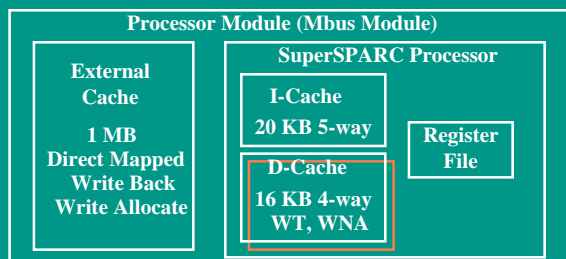 Processor Module (Mbus Module)
External
Cache
1 MB
Direct Mapped
Write Back
Write Allocate
SuperSPARC Processor
I-Cache
20 KB 5-way
D-Cache
16 KB 4-way
WT, WNA
Register
File